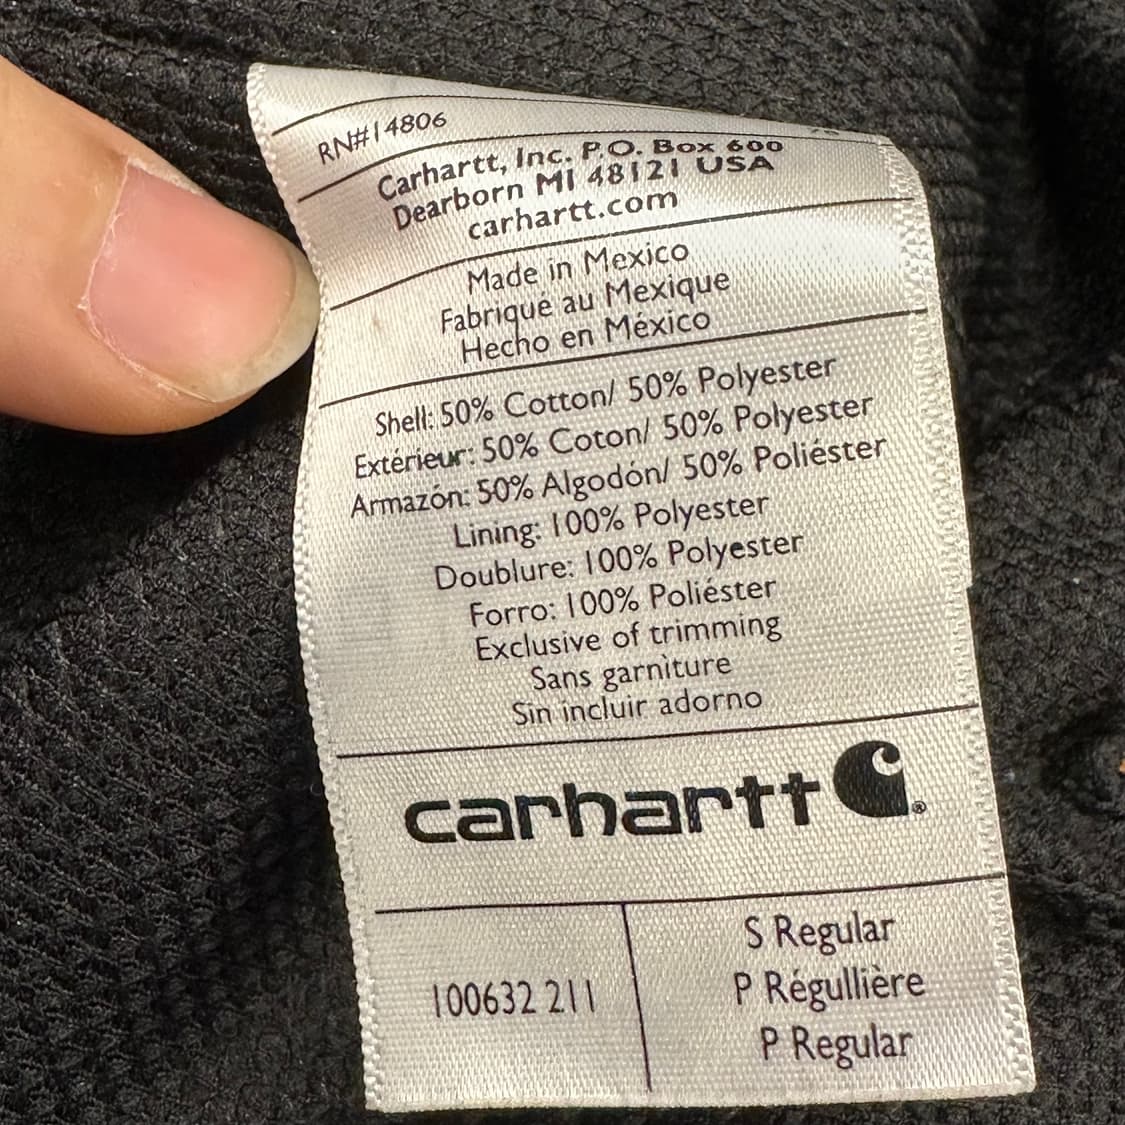 RN#14806
Carhartt, Inc. P.O. Box 600
Dearborn MI 48121 USA
carhartt.com
Made in Mexico
Fabriqué au Mexique
Hecho en México
Shell: 50% Cotton/ 50% Polyester
Extérieur: 50% Coton/ 50% Polyester
Armazón: 50% Algodón/ 50% Poliéster
Lining: 100% Polyester
Doublure: 100% Polyester
Forro: 100% Poliéster
Exclusive of trimming
Sans garniture
Sin incluir adorno
carhartt ®
100632 211
S Regular
P Régullière
P Regular